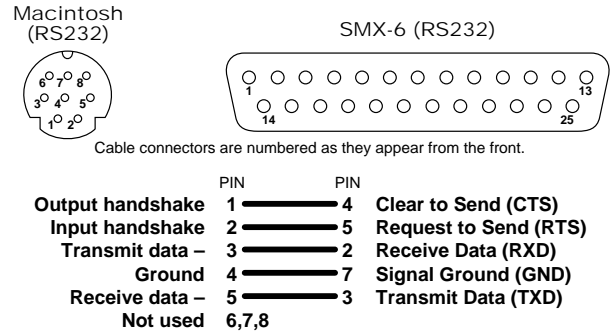 Macintosh
(RS232)
SMX-6 (RS232)
6 7 8
3 4 5
1 2
1 13
14 25
Cable connectors are numbered as they appear from the front.
PIN PIN
Output handshake 1 4 Clear to Send (CTS)
Input handshake 2 5 Request to Send (RTS)
Transmit data – 3 2 Receive Data (RXD)
Ground 4 7 Signal Ground (GND)
Receive data – 5 3 Transmit Data (TXD)
Not used 6,7,8